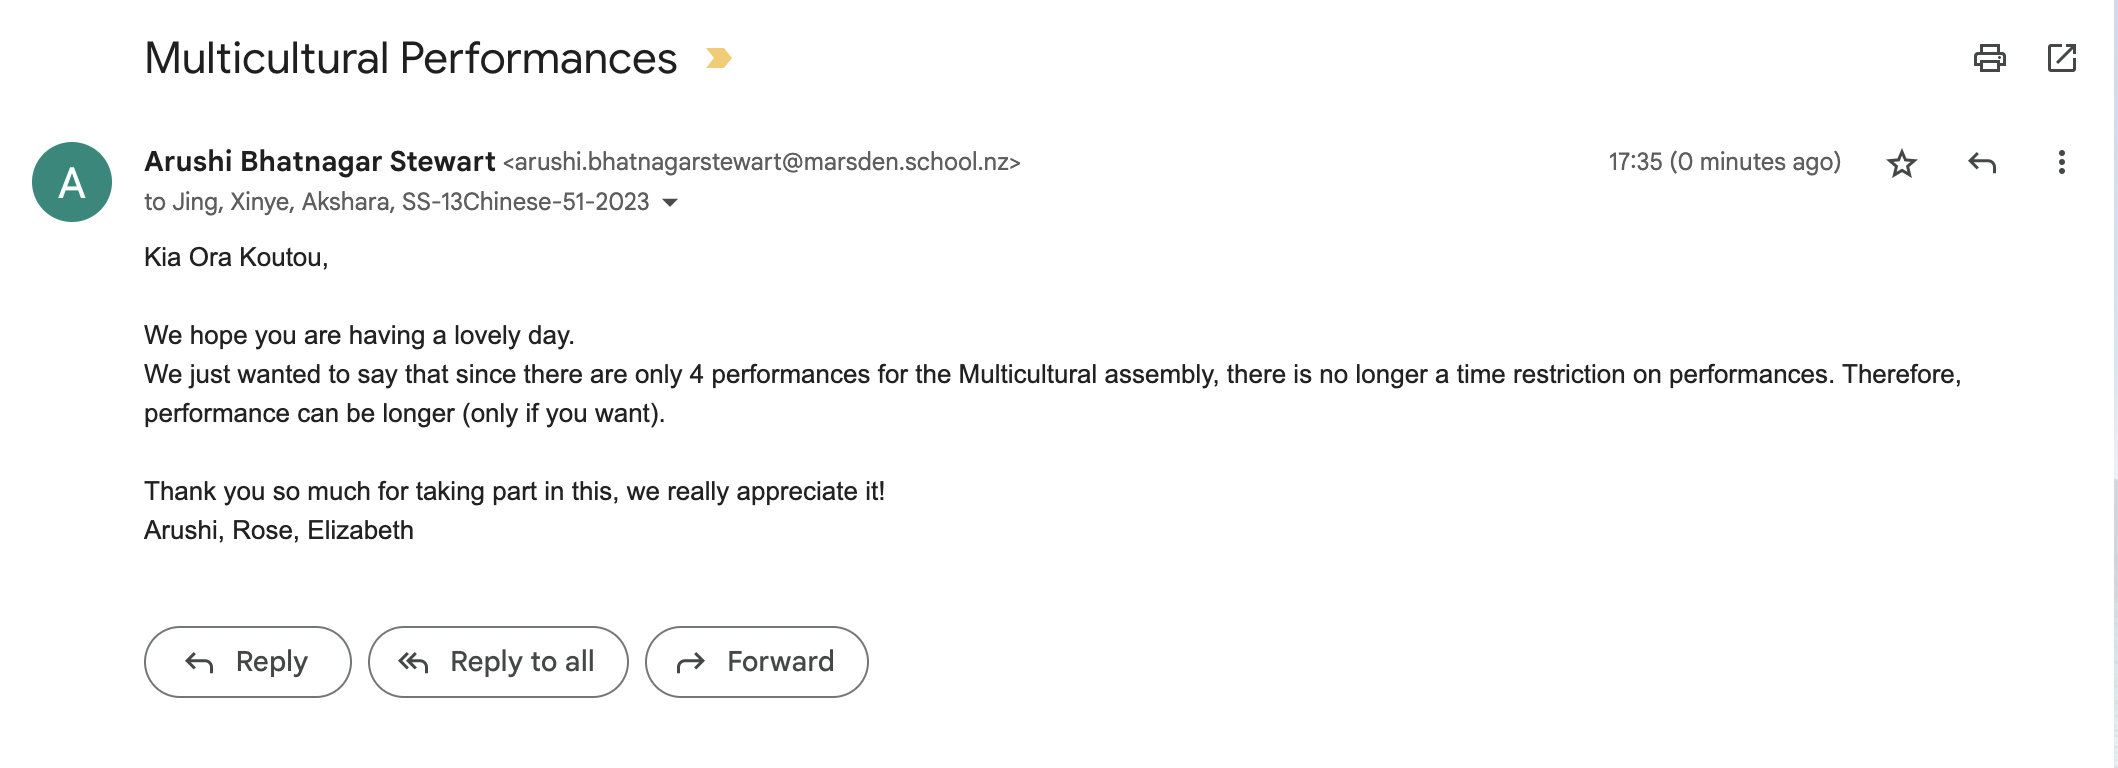 Multicultural Performances
A
Arushi Bhatnagar Stewart <arushi.bhatnagarstewart@marsden.school.nz>
17:35 (0 minutes ago)
to Jing, Xinye, Akshara, SS-13Chinese-51-2023
Kia Ora Koutou,
We hope you are having a lovely day.
We just wanted to say that since there are only 4 performances for the Multicultural assembly, there is no longer a time restriction on performances. Therefore,
performance can be longer (only if you want).
Thank you so much for taking part in this, we really appreciate it!
Arushi, Rose, Elizabeth
Reply
Reply to all
Forward